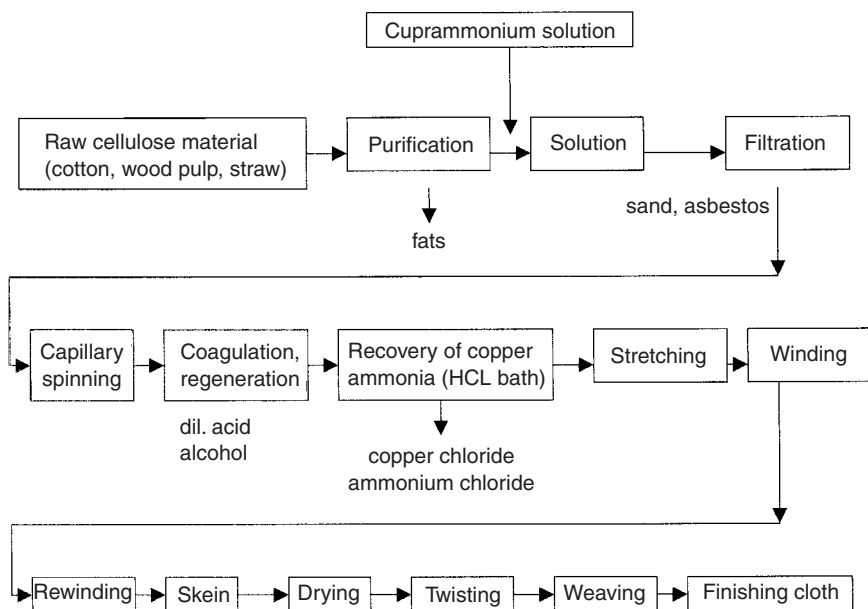 Cuprammonium solution
Raw cellulose material
(cotton, wood pulp, straw)
Purification
Solution
Filtration
fats
sand, asbestos
Capillary
spinning
Coagulation,
regeneration
Recovery of copper
ammonia (HCL bath)
Stretching
Winding
dil. acid
alcohol
copper chloride
ammonium chloride
Rewinding
Skein
Drying
Twisting
Weaving
Finishing cloth